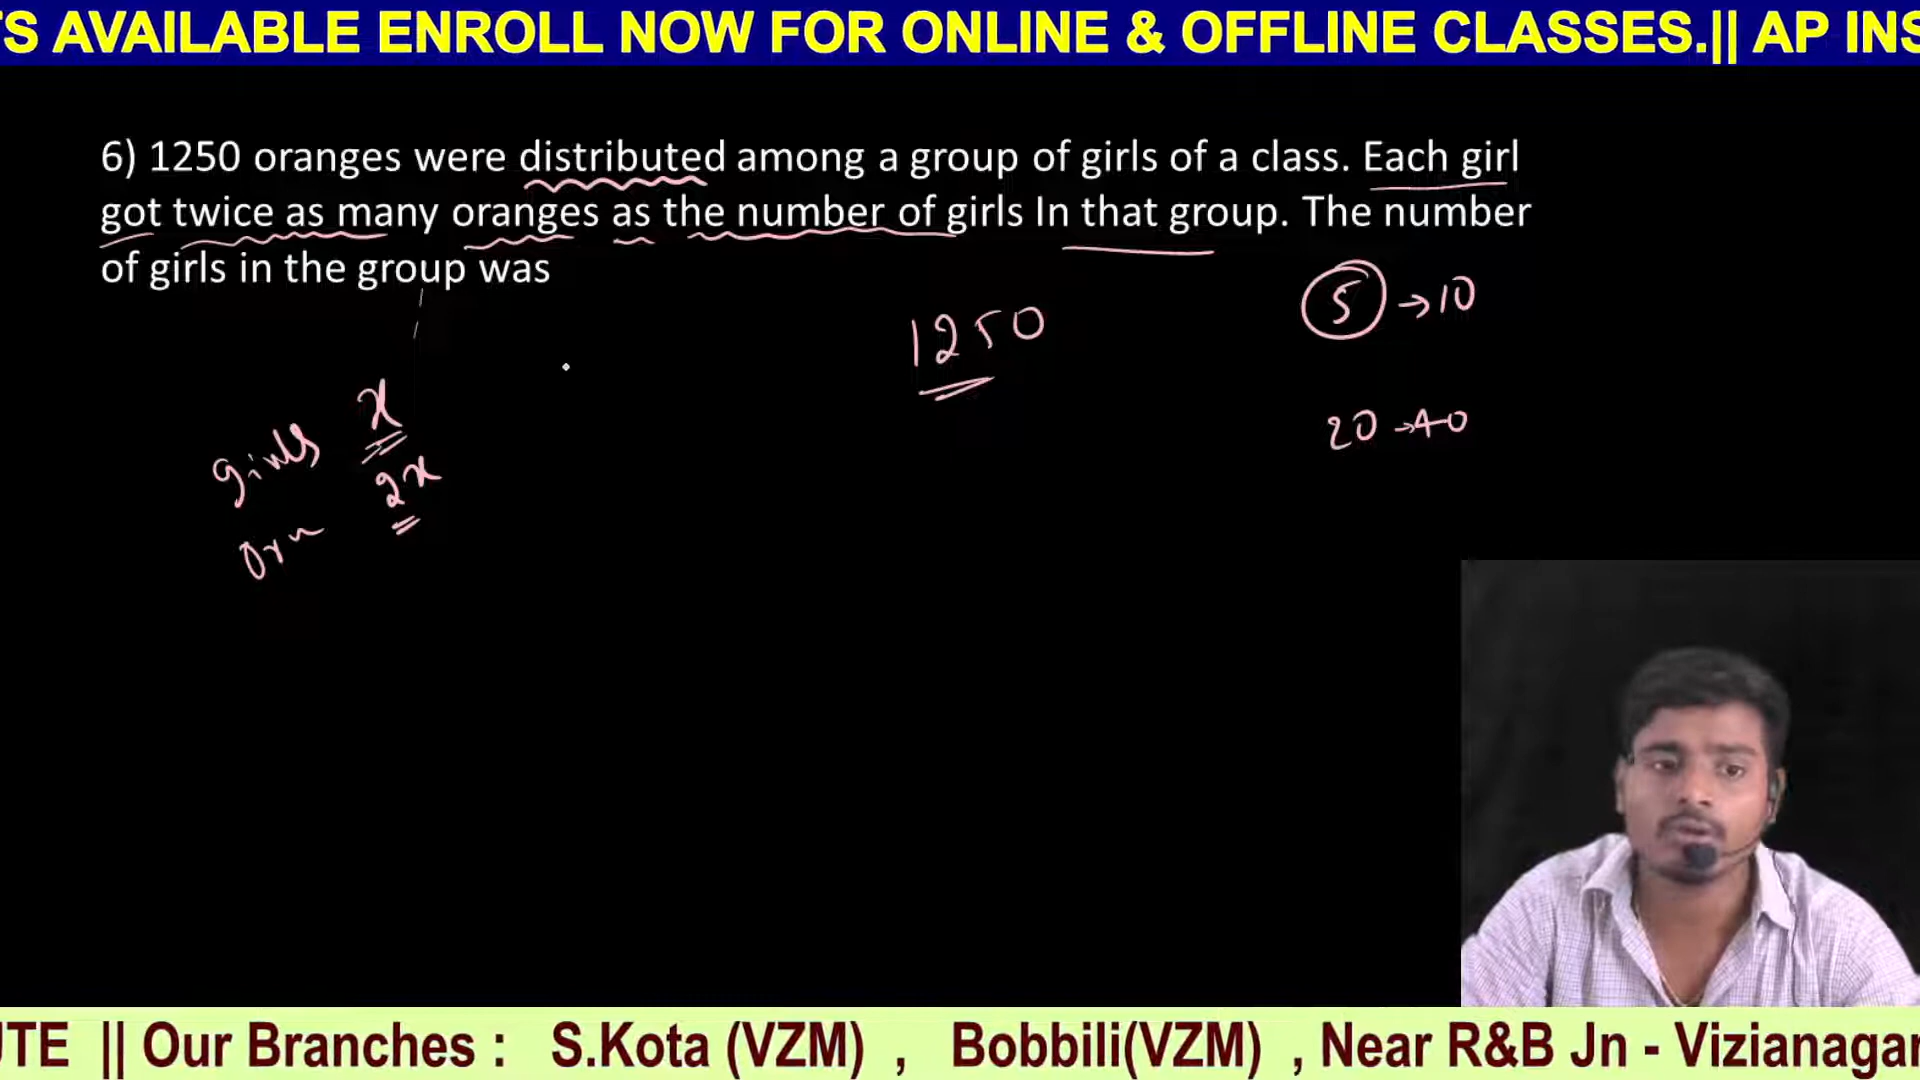 TS AVAILABLE ENROLL NOW FOR ONLINE & OFFLINE CLASSES.|| AP INS
6) 1250 oranges were distributed among a group of girls of a class. Each girl
got twice as many oranges as the number of girls In that group. The number
of girls in the group was
5 → 10
1250
20 → 40
girls x
2x
UTE || Our Branches : S.Kota (VZM) , Bobbili(VZM) , Near R&B Jn - Vizianagar